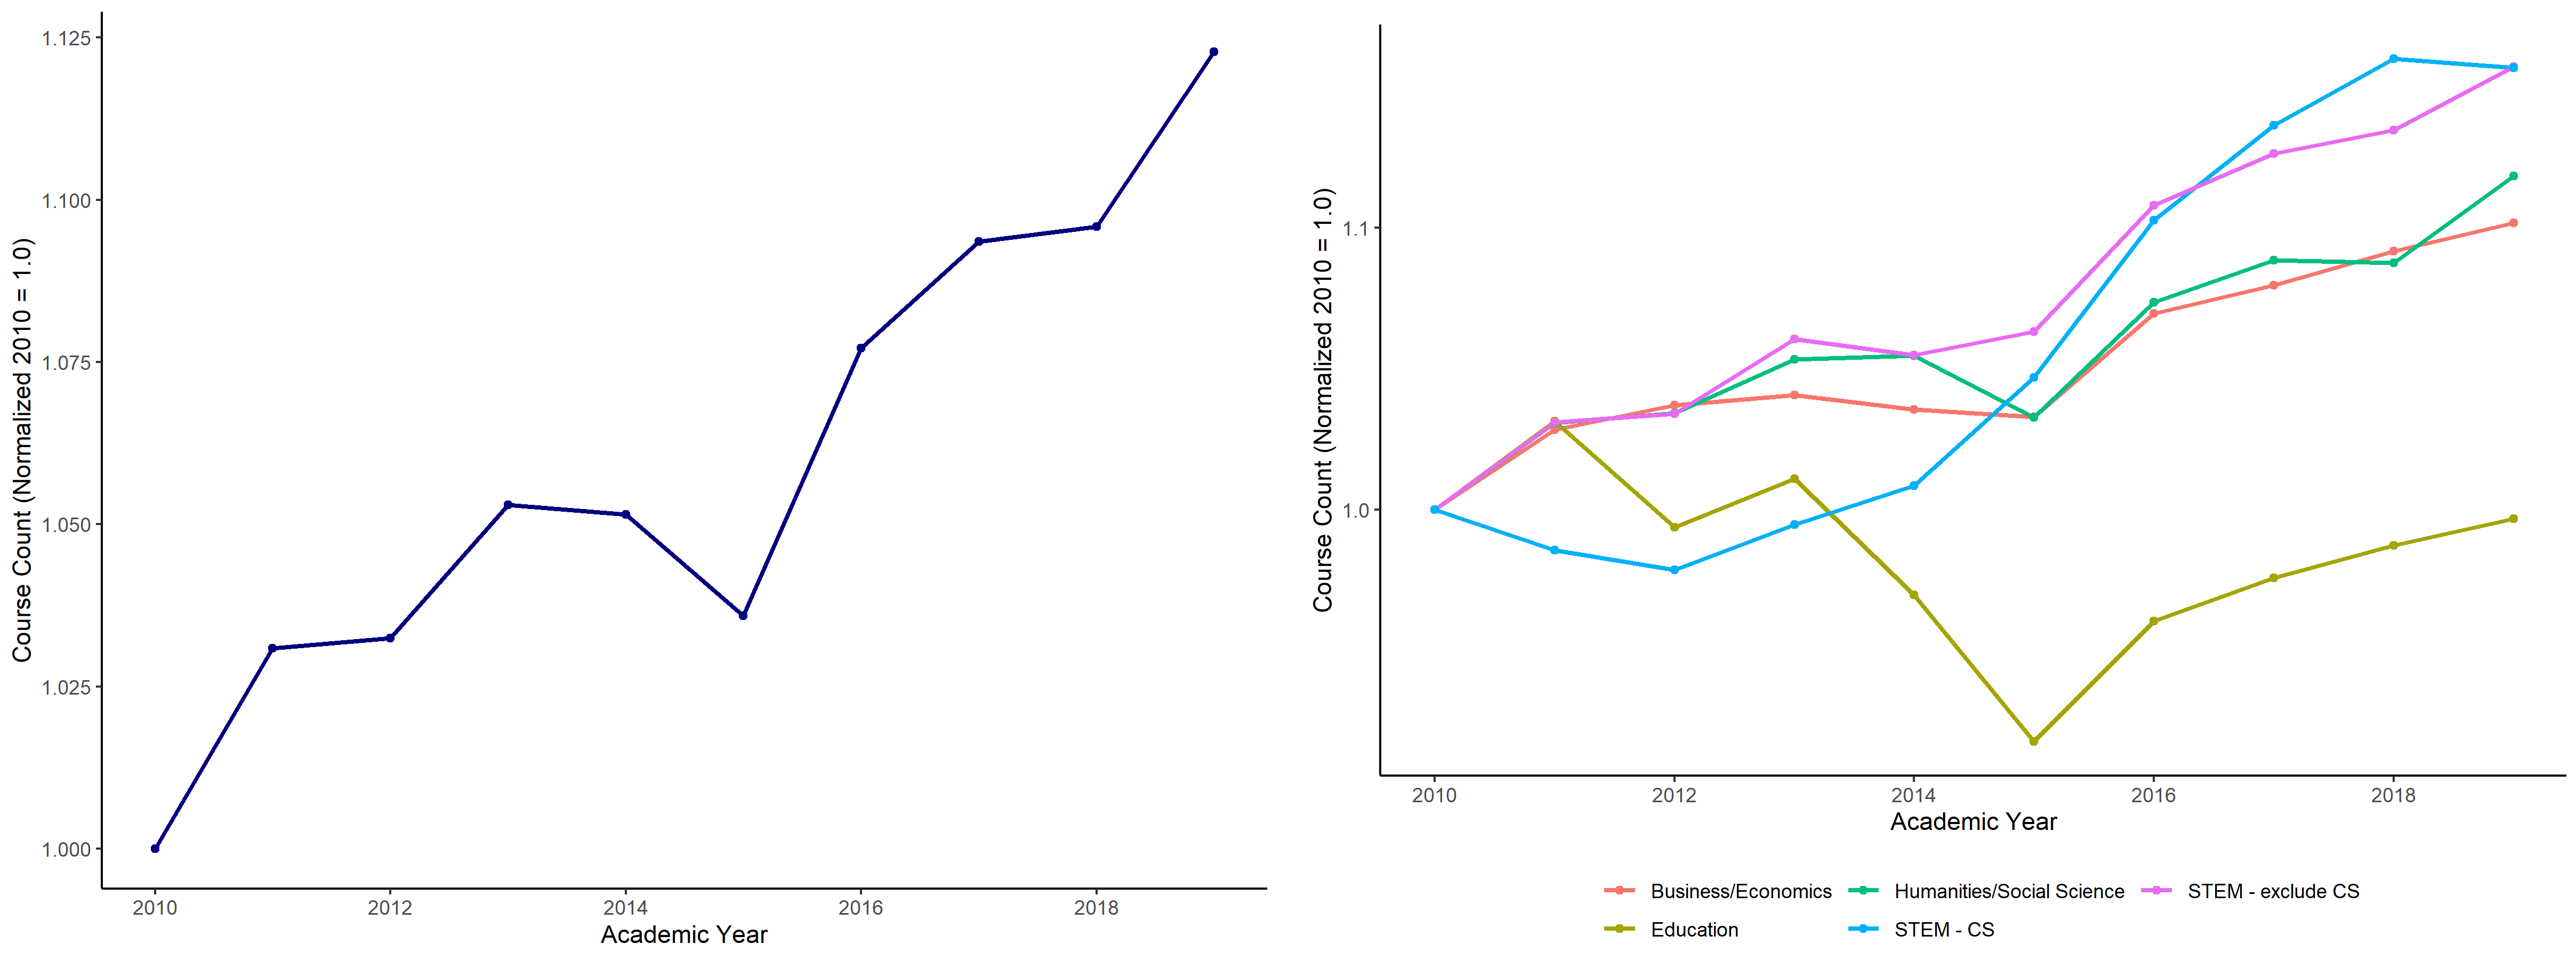 Course Count (Normalized 2010 = 1.0)
1.125
1.100
1.075
1.050
1.025
1.000
2010 2012 2014 2016 2018
Academic Year
Course Count (Normalized 2010 = 1.0)
1.1
1.0
2010 2012 2014 2016 2018
Academic Year
Business/Economics Humanities/Social Science STEM - exclude CS
Education STEM - CS